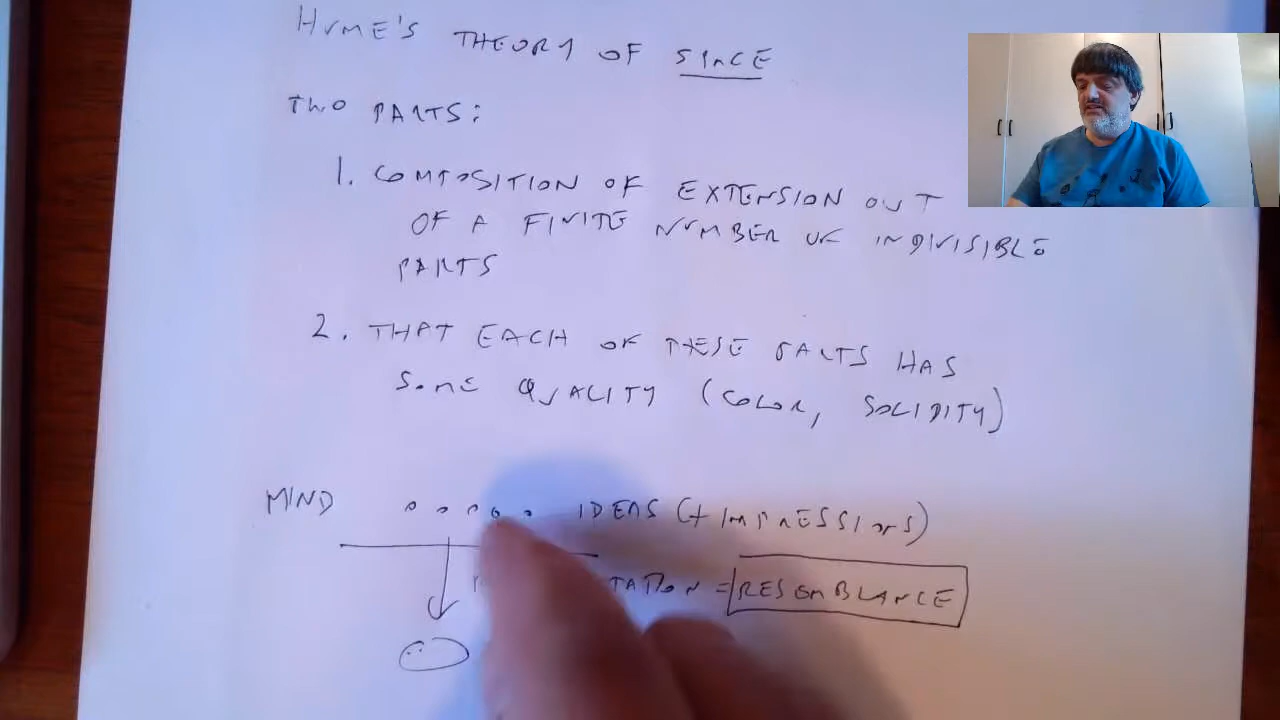 HUME'S THEORY OF SPACE
TWO PARTS:
1. COMPOSITION OF EXTENSION OUT
OF A FINITE NUMBER OF INDIVISIBLE
PARTS
2. THAT EACH OF THESE PARTS HAS
SOME QUALITY (COLOR, SOLIDITY)
MIND IDEAS (+ IMPRESSIONS)
TATION = RESEMBLANCE